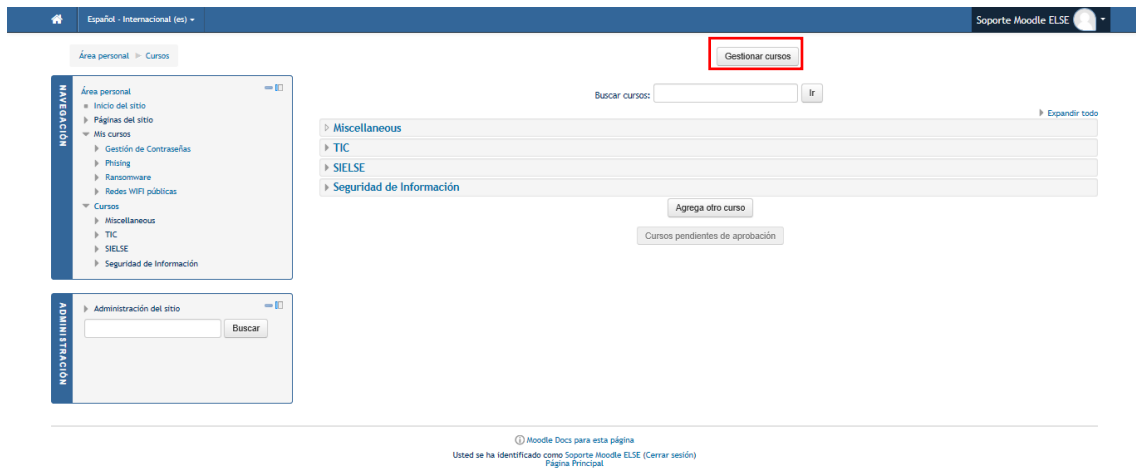 Español - Internacional (es)
Soporte Moodle ELSE
Área personal Cursos
Gestionar cursos
NAVEGACIÓN
Área personal
Inicio del sitio
Páginas del sitio
Mis cursos
Gestión de Contraseñas
Phising
Ransomware
Redes WIFI públicas
Cursos
Miscellaneous
TIC
SIELSE
Seguridad de Información
Buscar cursos: Ir
Expandir todo
Miscellaneous
TIC
SIELSE
Seguridad de Información
Agrega otro curso
Cursos pendientes de aprobación
ADMINISTRACIÓN
Administración del sitio
Buscar
Moodle Docs para esta página
Usted se ha identificado como Soporte Moodle ELSE (Cerrar sesión)
Página Principal